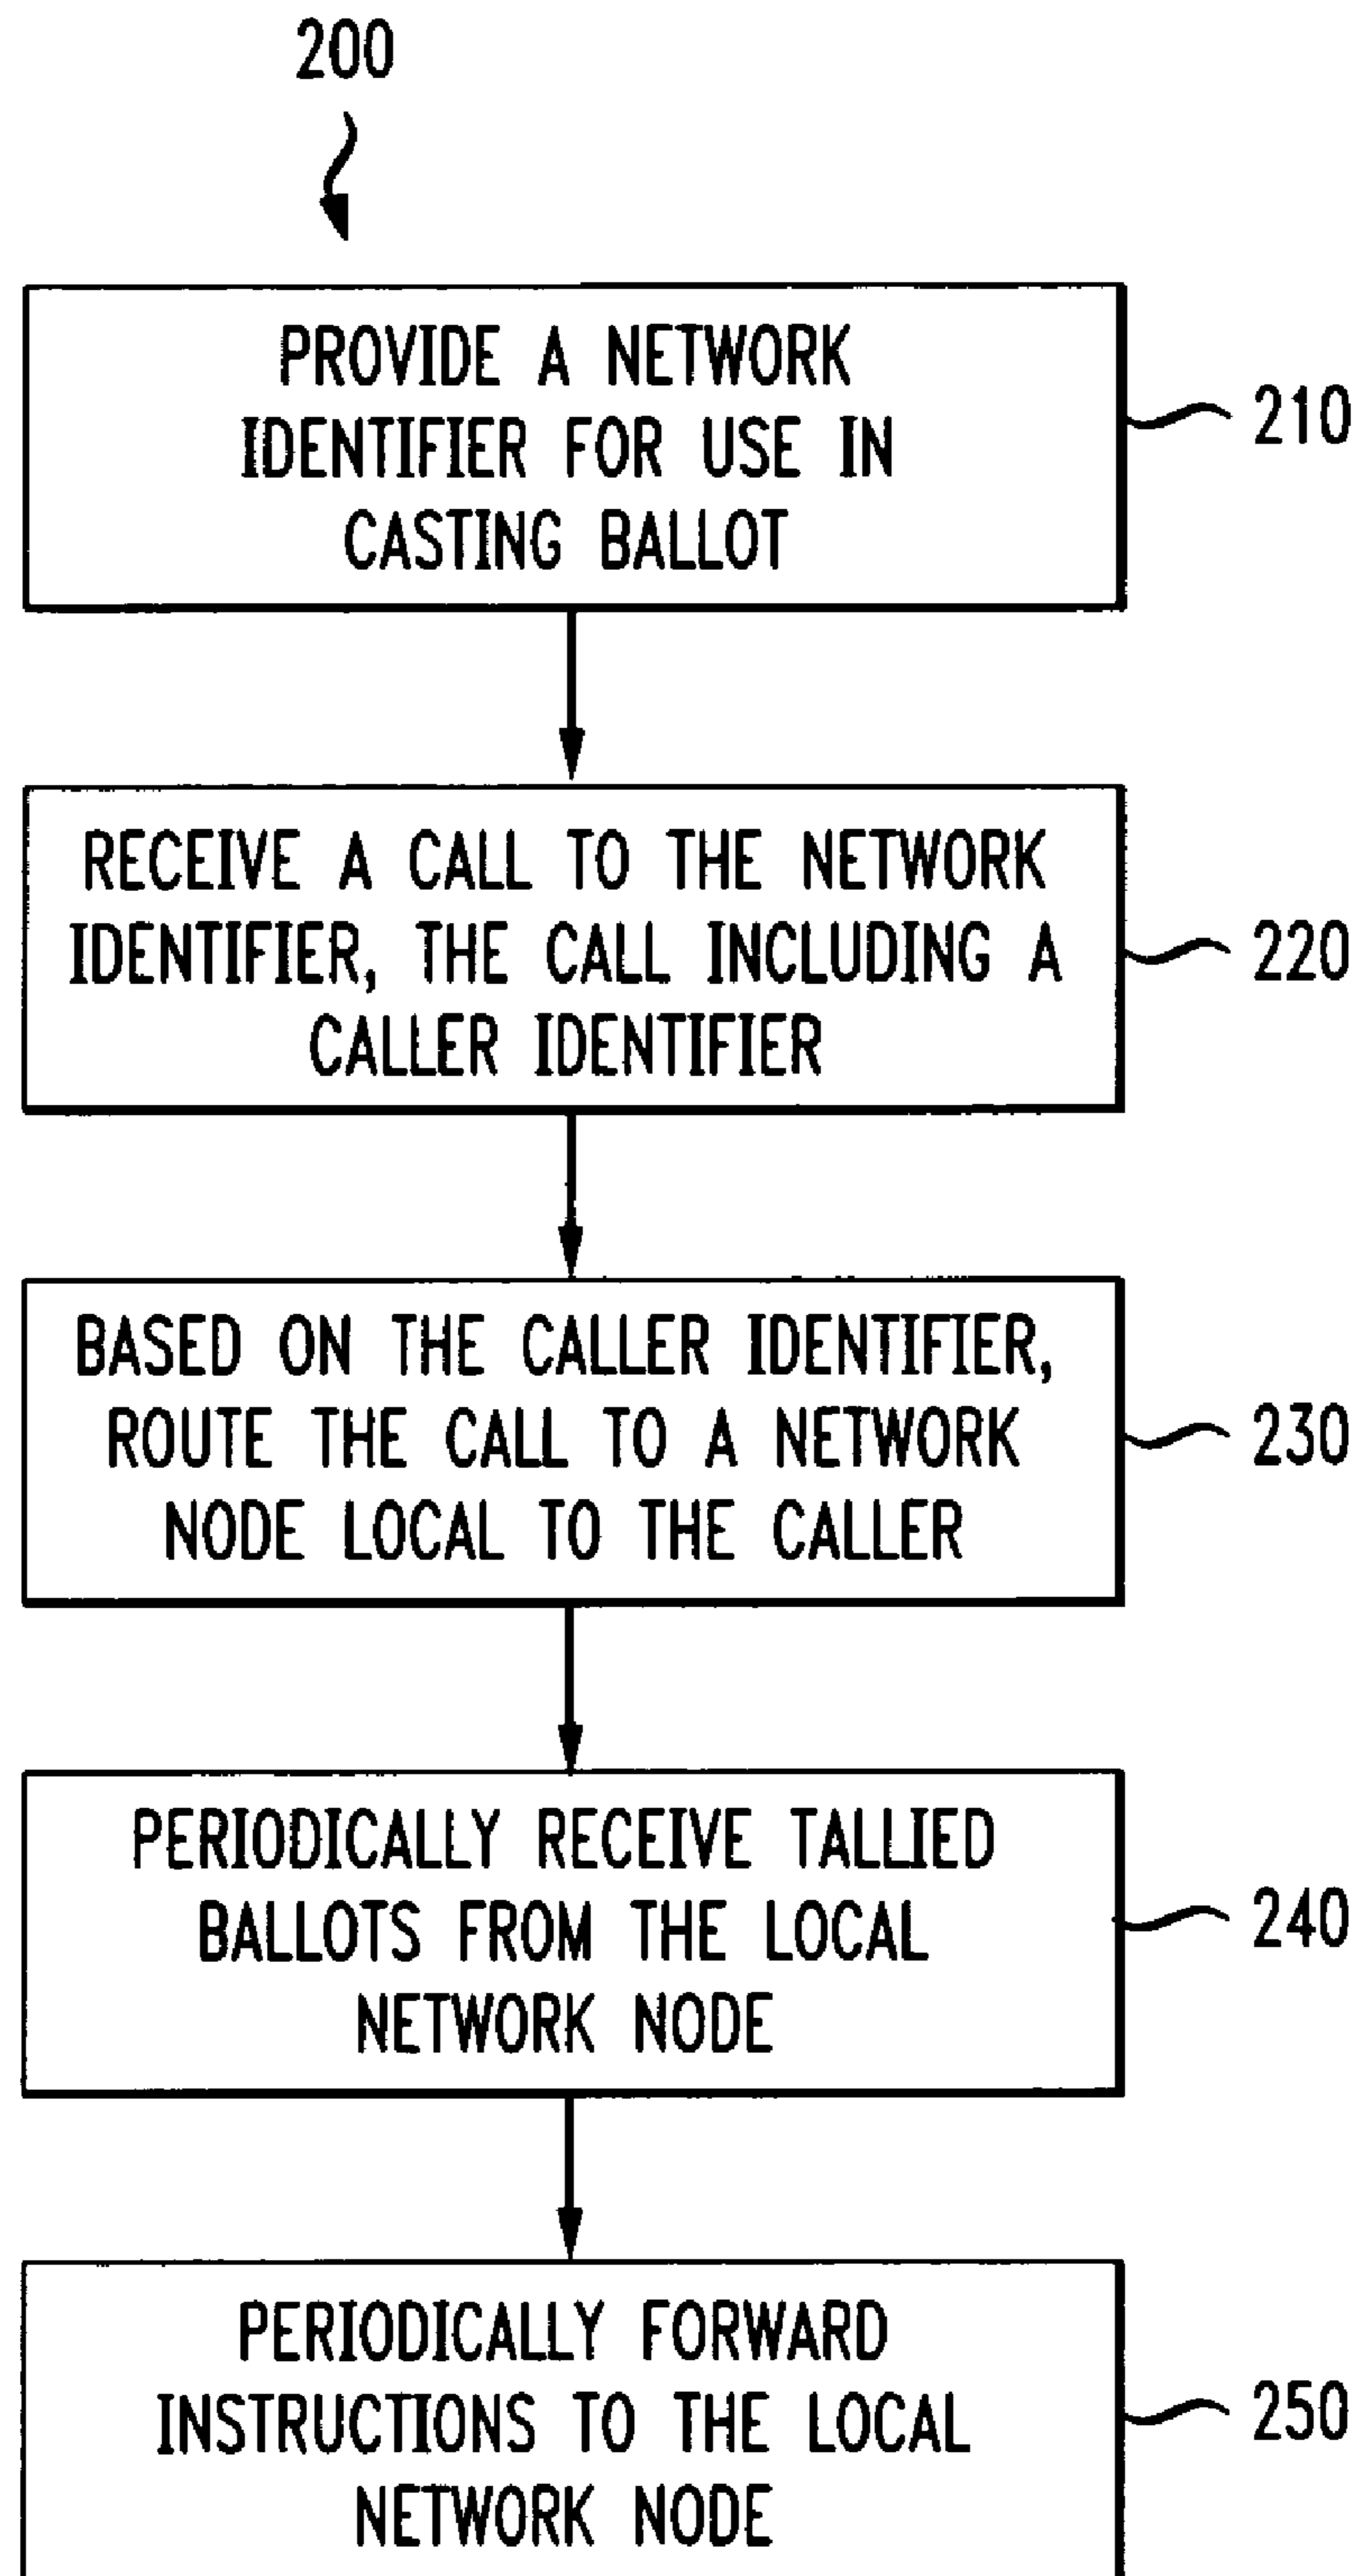 200
PROVIDE A NETWORK
IDENTIFIER FOR USE IN
CASTING BALLOT
210
RECEIVE A CALL TO THE NETWORK
IDENTIFIER, THE CALL INCLUDING A
CALLER IDENTIFIER
220
BASED ON THE CALLER IDENTIFIER,
ROUTE THE CALL TO A NETWORK
NODE LOCAL TO THE CALLER
230
PERIODICALLY RECEIVE TALLIED
BALLOTS FROM THE LOCAL
NETWORK NODE
240
PERIODICALLY FORWARD
INSTRUCTIONS TO THE LOCAL
NETWORK NODE
250